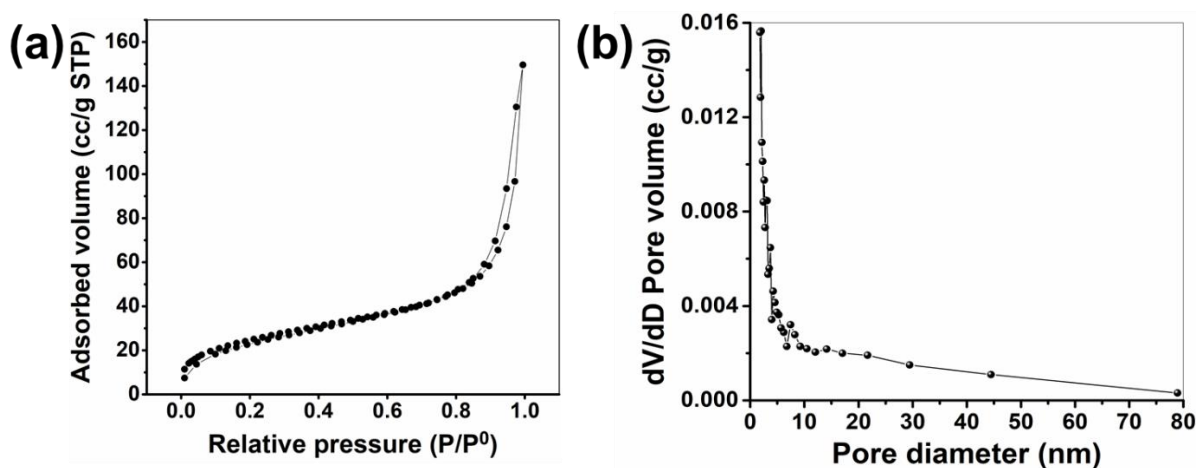 (a)
Adsorbed volume (cc/g STP)
160
140
120
100
80
60
40
20
0
0.0 0.2 0.4 0.6 0.8 1.0
Relative pressure (P/P⁰)
(b)
dV/dD Pore volume (cc/g)
0.016
0.012
0.008
0.004
0.000
0 10 20 30 40 50 60 70 80
Pore diameter (nm)